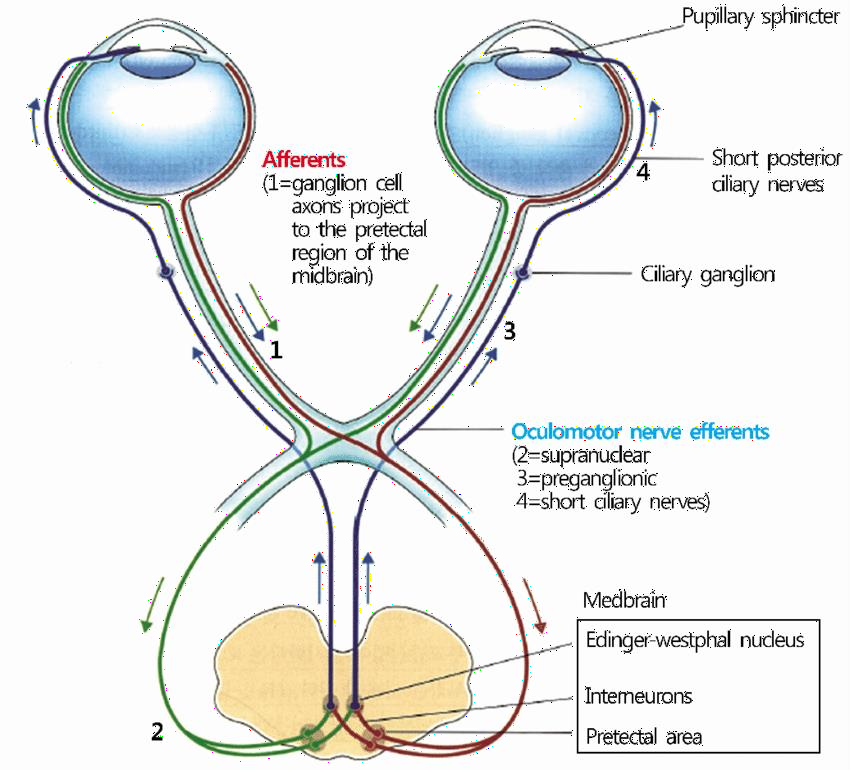 Pupillary sphincter
Afferents
(1=ganglion cell
axons project
to the pretectal
region of the
midbrain)
4
Short posterior
ciliary nerves
Ciliary ganglion
1
3
Oculomotor nerve efferents
(2=supranuclear
3=preganglionic
4=short ciliary nerves)
Medbrain
Edinger-westphal nucleus
Interneurons
Pretectal area
2